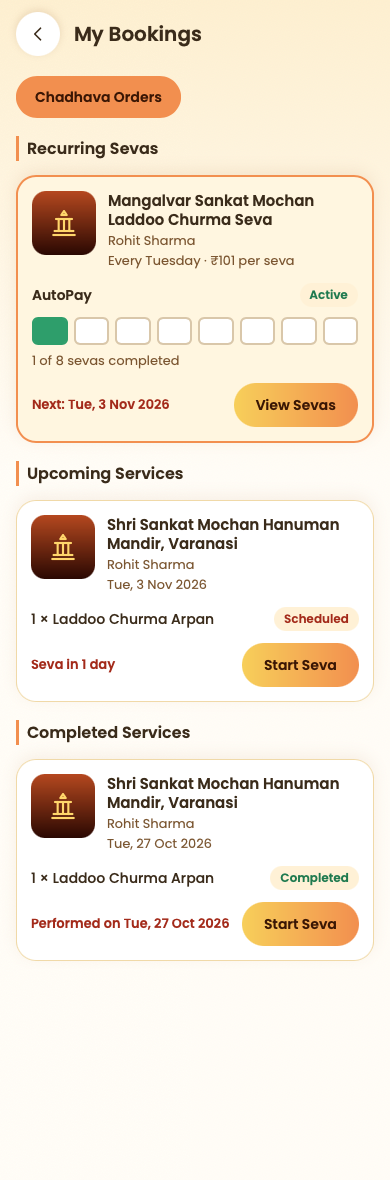 My Bookings
Chadhava Orders
Recurring Sevas
Mangalvar Sankat Mochan
Laddoo Churma Seva
Rohit Sharma
Every Tuesday · ₹101 per seva
AutoPay
Active
1 of 8 sevas completed
Next: Tue, 3 Nov 2026
View Sevas
Upcoming Services
Shri Sankat Mochan Hanuman
Mandir, Varanasi
Rohit Sharma
Tue, 3 Nov 2026
1 × Laddoo Churma Arpan
Scheduled
Seva in 1 day
Start Seva
Completed Services
Shri Sankat Mochan Hanuman
Mandir, Varanasi
Rohit Sharma
Tue, 27 Oct 2026
1 × Laddoo Churma Arpan
Completed
Performed on Tue, 27 Oct 2026
Start Seva